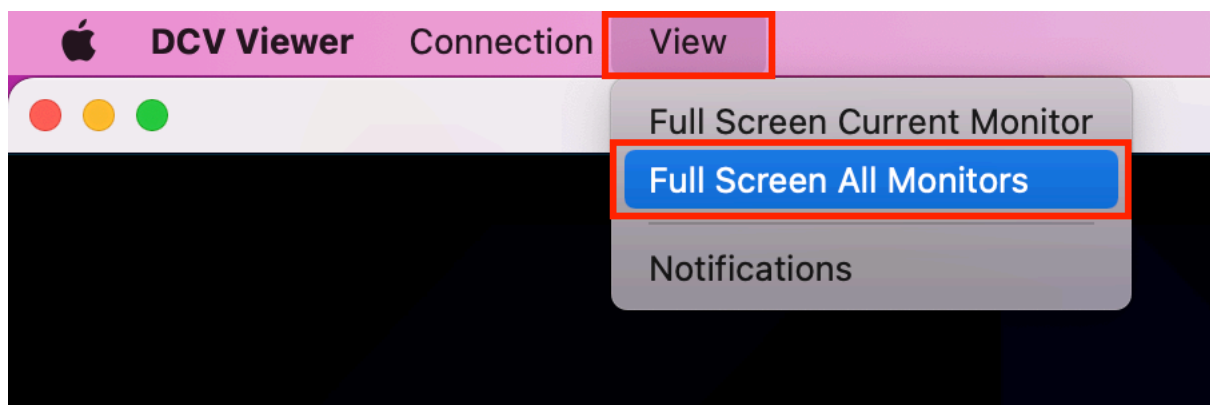 DCV Viewer Connection View
Full Screen Current Monitor
Full Screen All Monitors
Notifications